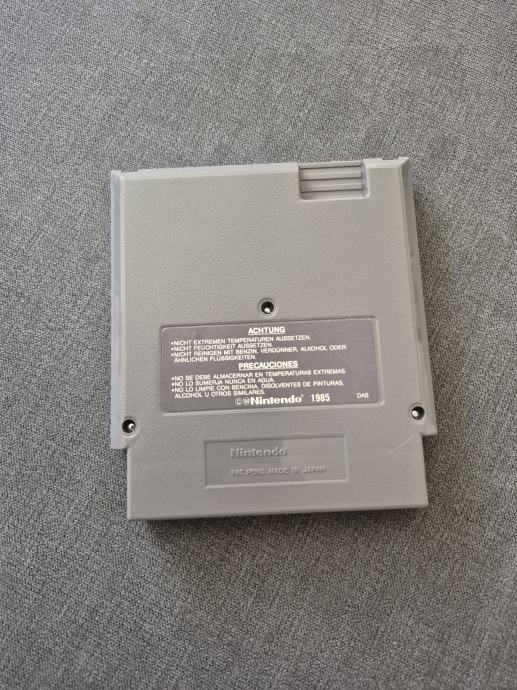 ACHTUNG
•NICHT EXTREMEN TEMPERATUREN AUSSETZEN.
•NICHT FEUCHTIGKEIT AUSSETZEN.
•NICHT REINIGEN MIT BENZIN, VERDÜNNER, ALKOHOL ODER
ÄHNLICHEN FLÜSSIGKEITEN.
PRECAUCIONES
•NO SE DEBE ALMACERNAR EN TEMPERATURAS EXTREMAS.
•NO LO SUMERJA NUNCA EN AGUA.
•NO LO LIMPIE CON BENCINA, DISOLVENTES DE PINTURAS,
ALCOHOL U OTROS SIMILARES.
©Ⓜ Nintendo® 1985 DAS
Nintendo®
PAT. PEND. MADE IN JAPAN